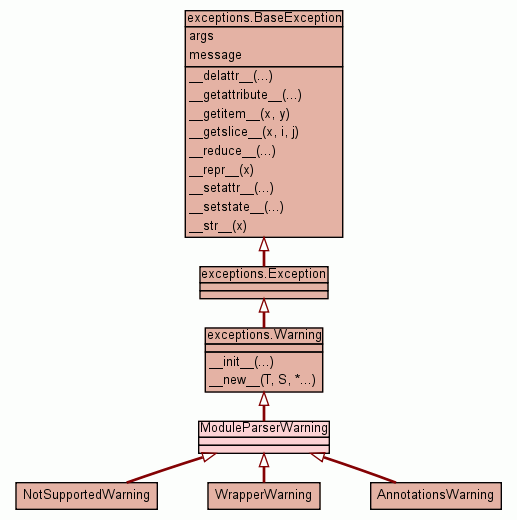 exceptions.BaseException
args
message
__delattr__(...)
__getattribute__(...)
__getitem__(x, y)
__getslice__(x, i, j)
__reduce__(...)
__repr__(x)
__setattr__(...)
__setstate__(...)
__str__(x)
exceptions.Exception
exceptions.Warning
__init__(...)
__new__(T, S, *...)
ModuleParserWarning
NotSupportedWarning
WrapperWarning
AnnotationsWarning